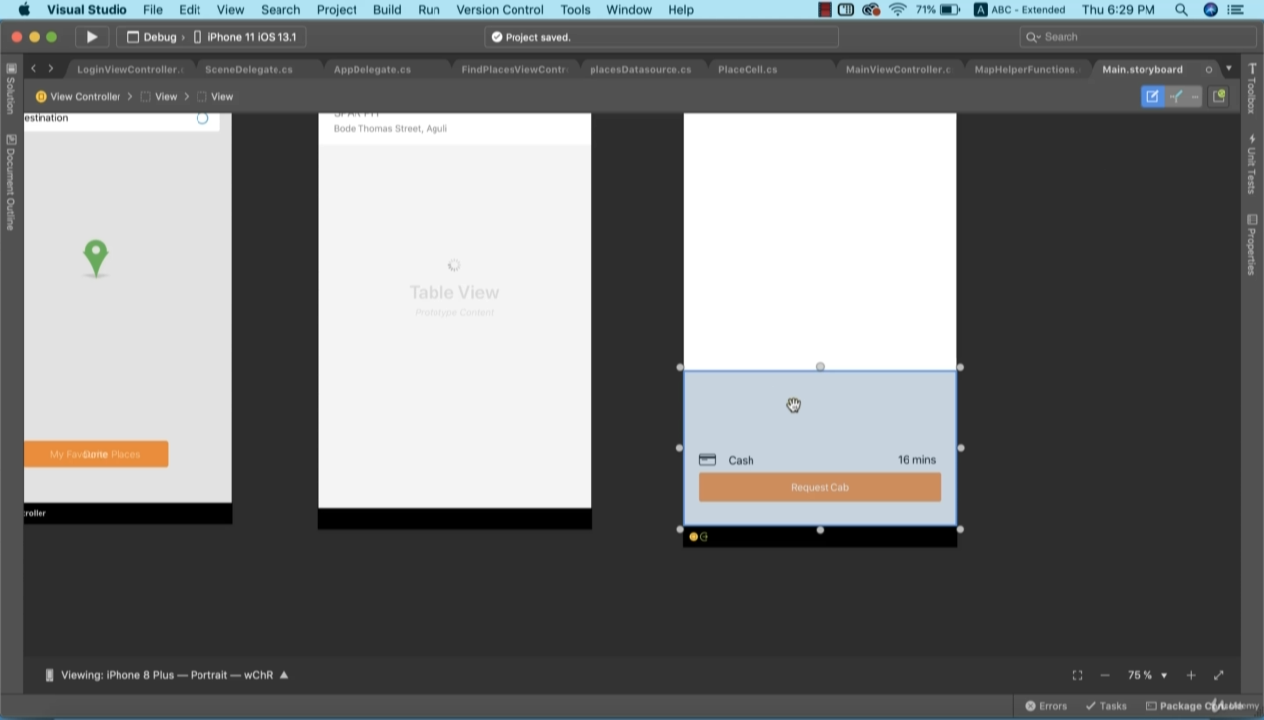 Visual Studio File Edit View Search Project Build Run Version Control Tools Window Help 71% A ABC - Extended Thu 6:29 PM
Debug › iPhone 11 iOS 13.1 Project saved. Search
LoginViewController. SceneDelegate.cs AppDelegate.cs FindPlacesViewContr placesDatasource.cs PlaceCell.cs MainViewController.c MapHelperFunctions. Main.storyboard
Solution
Document Outline
View Controller > View > View
Toolbox
Unit Tests
Properties
estination
Bode Thomas Street, Aguli
Table View
Prototype Content
My Places
roller
Cash 16 mins
Request Cab
Viewing: iPhone 8 Plus — Portrait — wChR 75 %
Errors Tasks Package